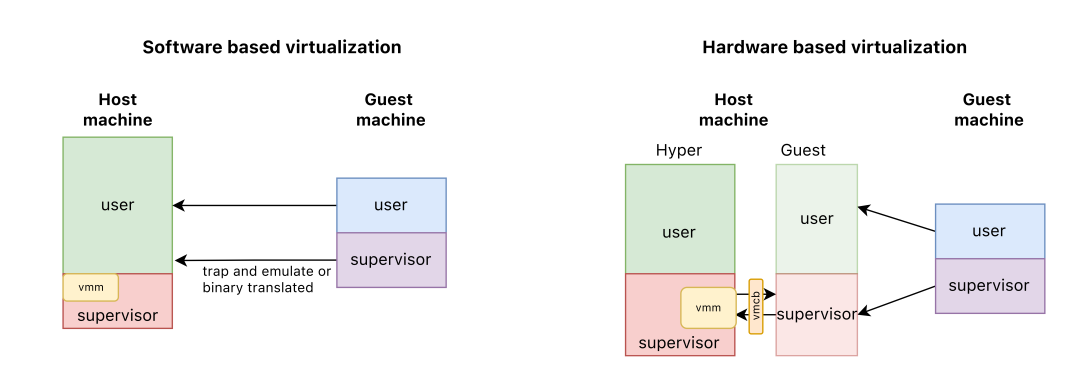 Software based virtualization
Host
machine
Guest
machine
user
user
supervisor
trap and emulate or
binary translated
vmm
supervisor
Hardware based virtualization
Host
machine
Guest
machine
Hyper
Guest
user
user
user
supervisor
vmm
vmcb
supervisor
supervisor